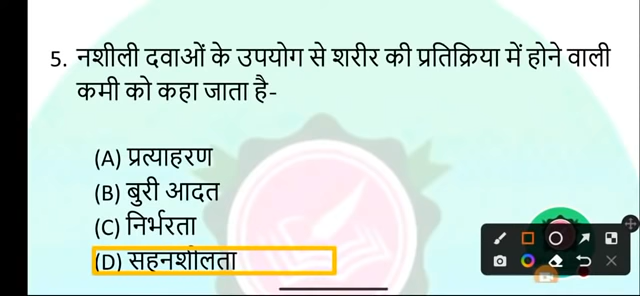 5. नशीली दवाओं के उपयोग से शरीर की प्रतिक्रिया में होने वाली
कमी को कहा जाता है-
(A) प्रत्याहरण
(B) बुरी आदत
(C) निर्भरता
(D) सहनशीलता